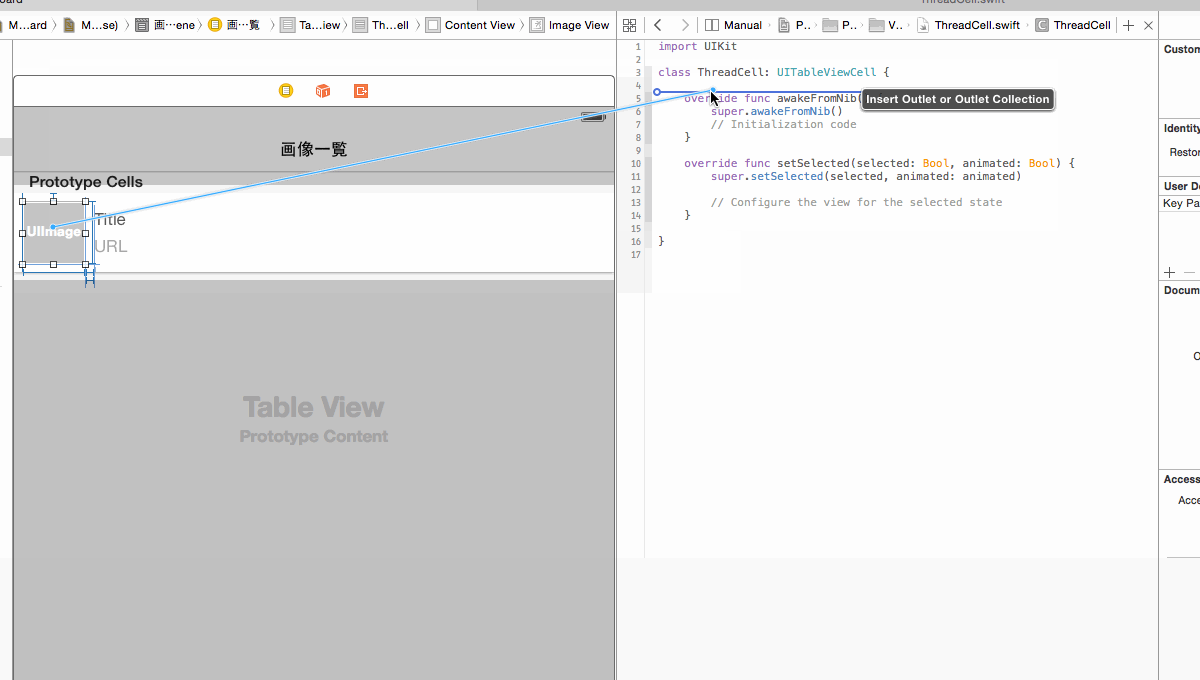 oard
ThreadCell.swift
M…ard 〉 M…se) 〉 画…ene 〉 画…覧 〉 Ta…iew 〉 Th…ell 〉 Content View 〉 Image View
Manual 〉 P.. 〉 P.. 〉 V.. 〉 ThreadCell.swift 〉 C ThreadCell
画像一覧
Prototype Cells
UIImage
Title
URL
Table View
Prototype Content
1 import UIKit
2
3 class ThreadCell: UITableViewCell {
4
5 override func awakeFromNib(
Insert Outlet or Outlet Collection
6 super.awakeFromNib()
7 // Initialization code
8 }
9
10 override func setSelected(selected: Bool, animated: Bool) {
11 super.setSelected(selected, animated: animated)
12
13 // Configure the view for the selected state
14 }
15
16 }
17
Custom
Identity
Restor
User De
Key Pa
Docum
O
Access
Acce